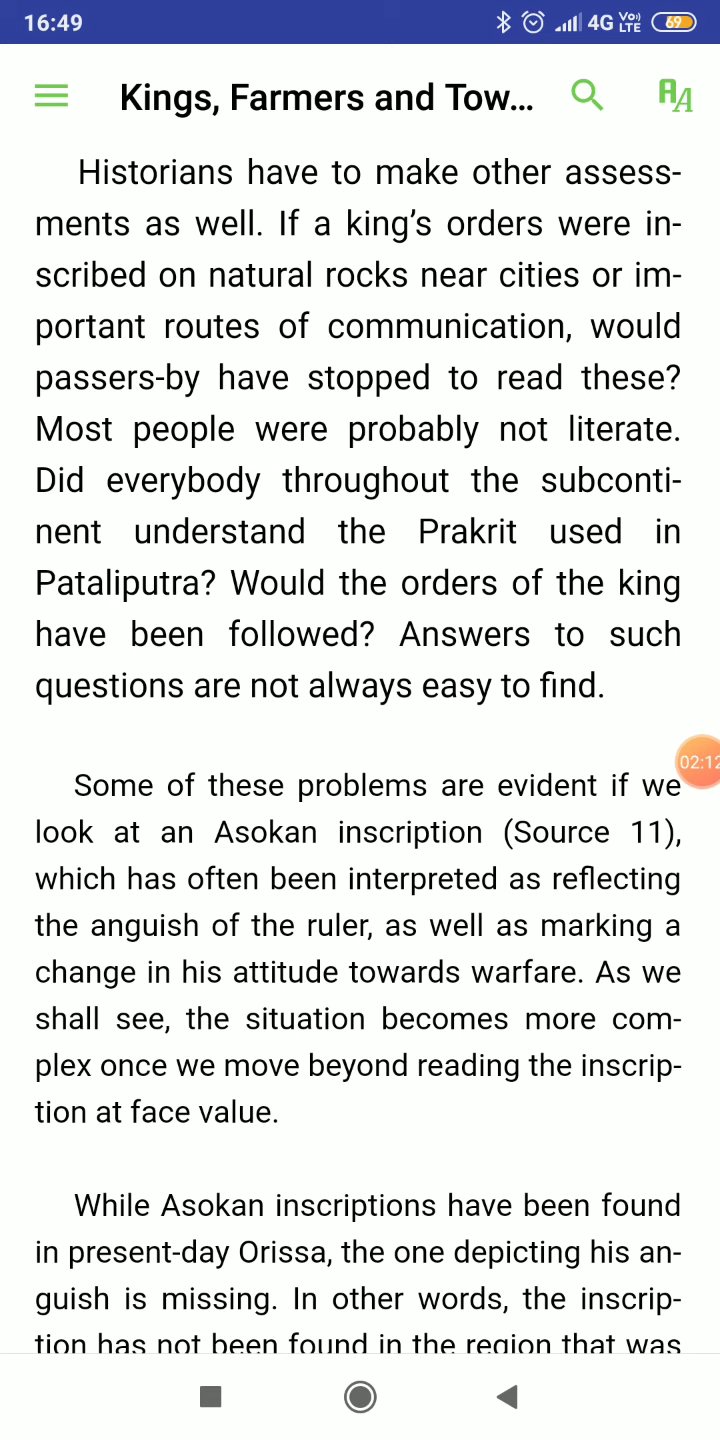 16:49
4G Vo)) LTE 69
Kings, Farmers and Tow...
AA
Historians have to make other assess-
ments as well. If a king’s orders were in-
scribed on natural rocks near cities or im-
portant routes of communication, would
passers-by have stopped to read these?
Most people were probably not literate.
Did everybody throughout the subconti-
nent understand the Prakrit used in
Pataliputra? Would the orders of the king
have been followed? Answers to such
questions are not always easy to find.
02:12
Some of these problems are evident if we
look at an Asokan inscription (Source 11),
which has often been interpreted as reflecting
the anguish of the ruler, as well as marking a
change in his attitude towards warfare. As we
shall see, the situation becomes more com-
plex once we move beyond reading the inscrip-
tion at face value.
While Asokan inscriptions have been found
in present-day Orissa, the one depicting his an-
guish is missing. In other words, the inscrip-
tion has not been found in the region that was